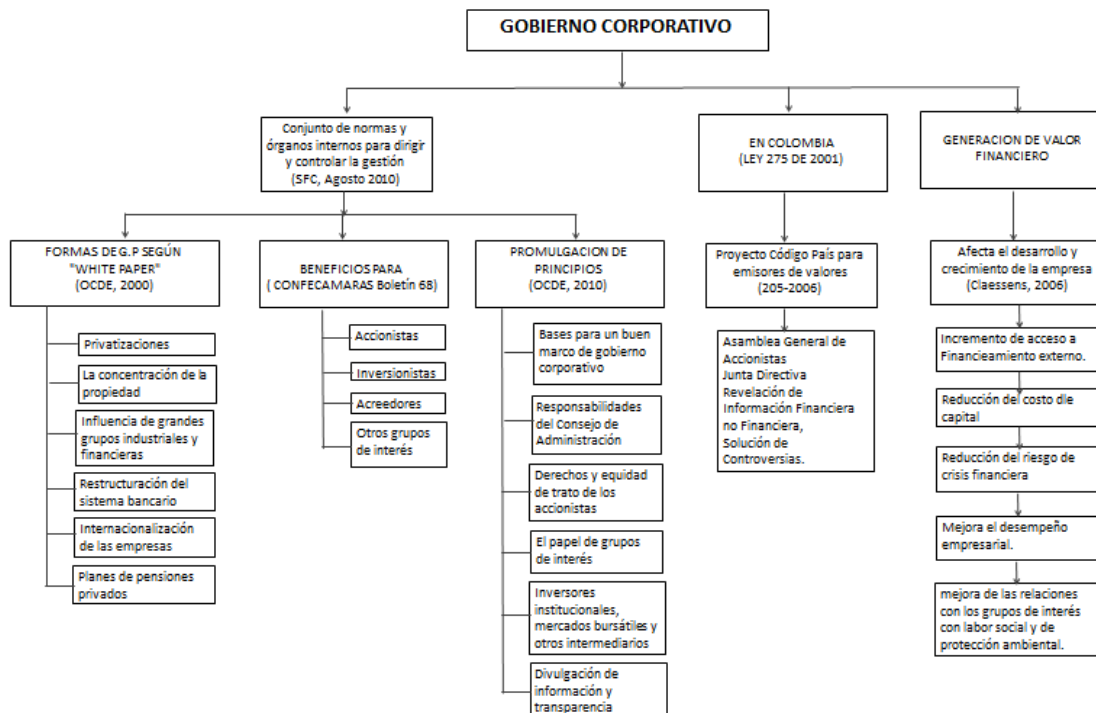 GOBIERNO CORPORATIVO
Conjunto de normas y
órganos internos para dirigir
y controlar la gestión
(SFC, Agosto 2010)
EN COLOMBIA
(LEY 275 DE 2001)
GENERACION DE VALOR
FINANCIERO
FORMAS DE G.P SEGÚN
"WHITE PAPER"
(OCDE, 2000)
Privatizaciones
La concentración de la
propiedad
Influencia de grandes
grupos industriales y
financieras
Restructuración del
sistema bancario
Internacionalización
de las empresas
Planes de pensiones
privados
BENEFICIOS PARA
( CONFECAMARAS Boletín 68)
Accionistas
Inversionistas
Acreedores
Otros grupos
de interés
PROMULGACION DE
PRINCIPIOS
(OCDE, 2010)
Bases para un buen
marco de gobierno
corporativo
Responsabilidades
del Consejo de
Administración
Derechos y equidad
de trato de los
accionistas
El papel de grupos
de interés
Inversores
institucionales,
mercados bursátiles y
otros intermediarios
Divulgación de
información y
transparencia
Proyecto Código País para
emisores de valores
(205-2006)
Asamblea General de
Accionistas
Junta Directiva
Revelación de
Información Financiera
no Financiera,
Solución de
Controversias.
Afecta el desarrollo y
crecimiento de la empresa
(Claessens, 2006)
Incremento de acceso a
Financieamiento externo.
Reducción del costo dle
capital
Reducción del riesgo de
crisis financiera
Mejora el desempeño
empresarial.
mejora de las relaciones
con los grupos de interés
con labor social y de
protección ambiental.